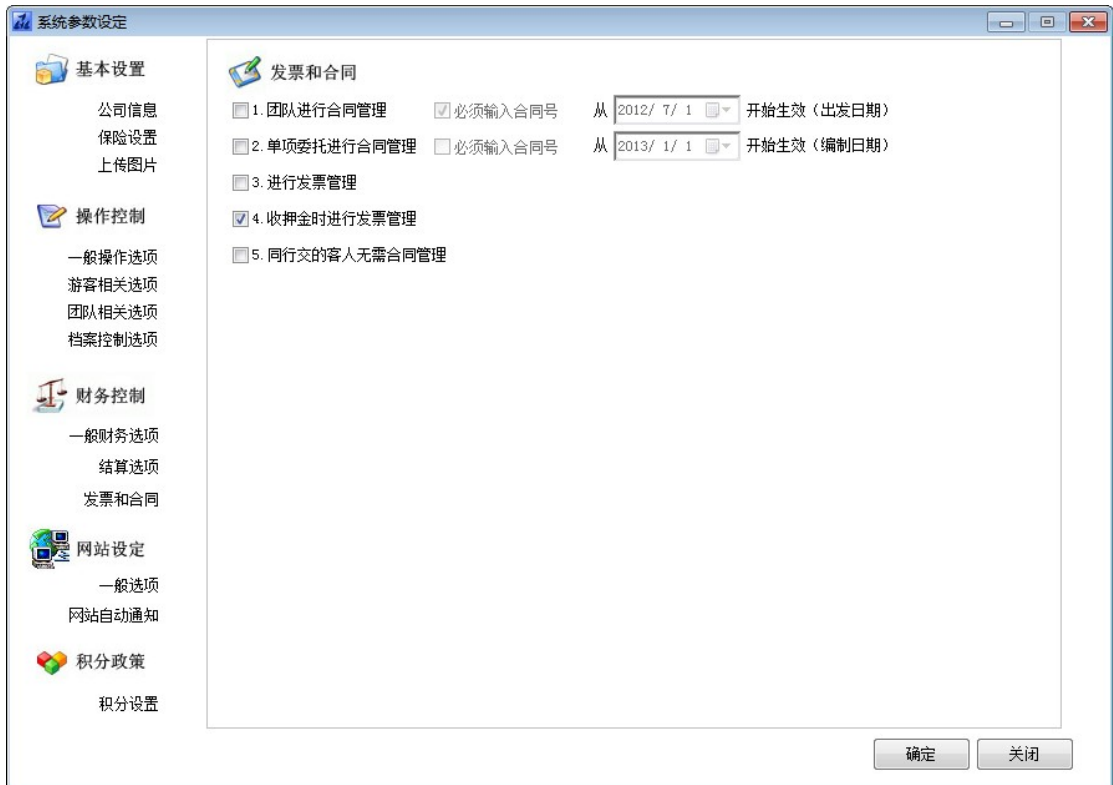 系统参数设定
基本设置
公司信息
保险设置
上传图片
操作控制
一般操作选项
游客相关选项
团队相关选项
档案控制选项
财务控制
一般财务选项
结算选项
发票和合同
网站设定
一般选项
网站自动通知
积分政策
积分设置
发票和合同
1.团队进行合同管理 必须输入合同号 从 2012/ 7/ 1 开始生效（出发日期）
2.单项委托进行合同管理 必须输入合同号 从 2013/ 1/ 1 开始生效（编制日期）
3.进行发票管理
4.收押金时进行发票管理
5.同行交的客人无需合同管理
确定 关闭